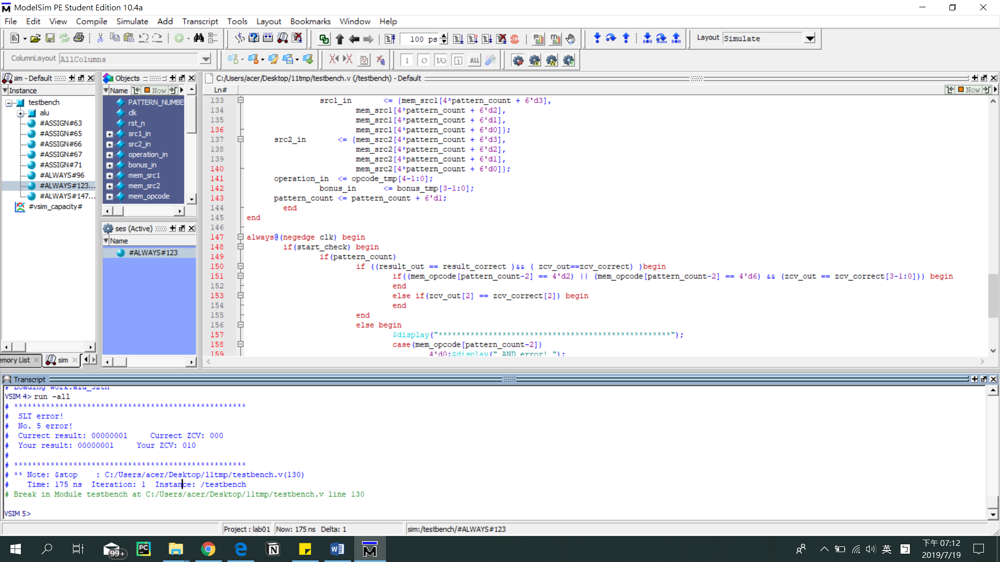 ModelSim PE Student Edition 10.4a
File Edit View Compile Simulate Add Transcript Tools Layout Bookmarks Window Help
100 ps
Layout Simulate
ColumnLayout AllColumns
sim - Default
Instance
testbench
alu
#ASSIGN#63
#ASSIGN#65
#ASSIGN#66
#ASSIGN#67
#ASSIGN#71
#ALWAYS#96
#ALWAYS#123...
#ALWAYS#147...
#vsim_capacity#
emory List sim
Objects
Name Now
PATTERN_NUMBE
clk
rst_n
src1_in
src2_in
operation_in
bonus_in
mem_src1
mem_src2
mem_opcode
ses (Active)
Name
#ALWAYS#123
C:/Users/acer/Desktop/11tmp/testbench.v (/testbench) - Default
Ln# Now
133 src1_in <= {mem_src1[4*pattern_count + 6'd3],
134 mem_src1[4*pattern_count + 6'd2],
135 mem_src1[4*pattern_count + 6'd1],
136 mem_src1[4*pattern_count + 6'd0]};
137 src2_in <= {mem_src2[4*pattern_count + 6'd3],
138 mem_src2[4*pattern_count + 6'd2],
139 mem_src2[4*pattern_count + 6'd1],
140 mem_src2[4*pattern_count + 6'd0]};
141 operation_in <= opcode_tmp[4-1:0];
142 bonus_in <= bonus_tmp[3-1:0];
143 pattern_count <= pattern_count + 6'd1;
144 end
145 end
146
147 always@(negedge clk) begin
148 if(start_check) begin
149 if(pattern_count)
150 if ((result_out == result_correct )&& ( zcv_out==zcv_correct) )begin
151 if((mem_opcode[pattern_count-2] == 4'd2) || (mem_opcode[pattern_count-2] == 4'd6) && (zcv_out == zcv_correct[3-1:0])) begin
152 end
153 else if(zcv_out[2] == zcv_correct[2]) begin
154 end
155 end
156 else begin
157 $display("***************************************************");
158 case(mem_opcode[pattern_count-2])
159 4'd0:$display(" AND error! ");
Transcript
# Loading work.alu_32th
VSIM 4> run -all
# ***************************************************
# SLT error!
# No. 5 error!
# Currect result: 00000001 Currect ZCV: 000
# Your result: 00000001 Your ZCV: 010
#
# ***************************************************
# ** Note: $stop : C:/Users/acer/Desktop/11tmp/testbench.v(130)
# Time: 175 ns Iteration: 1 Instance: /testbench
# Break in Module testbench at C:/Users/acer/Desktop/11tmp/testbench.v line 130
VSIM 5>
Project : lab01 Now: 175 ns Delta: 1 sim:/testbench/#ALWAYS#123
99+
英
下午 07:12
2019/7/19